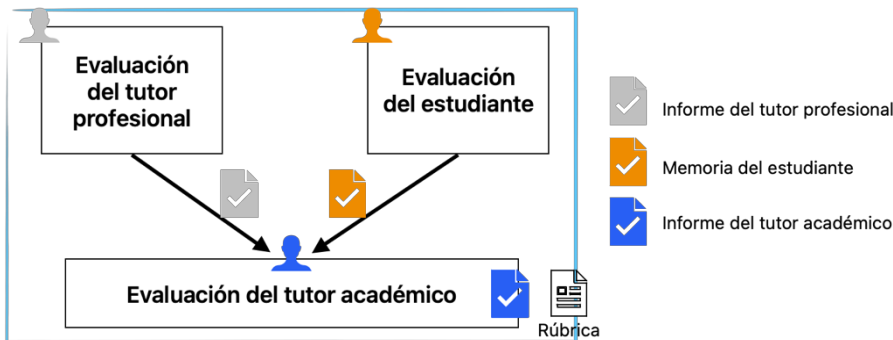 Evaluación
del tutor
profesional
Evaluación
del estudiante
Informe del tutor profesional
Memoria del estudiante
Informe del tutor académico
Evaluación del tutor académico
Rúbrica